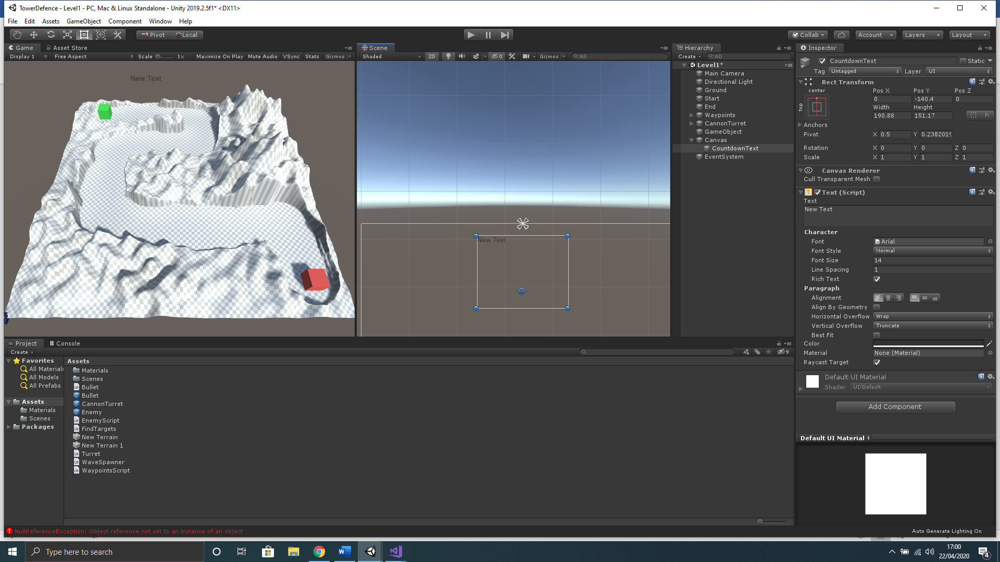 TowerDefence - Level1 - PC, Mac & Linux Standalone - Unity 2019.2.5f1* <DX11>
File Edit Assets GameObject Component Window Help
Pivot Local Collab Account Layers Layout
Game Asset Store
Display 1 Free Aspect Scale 1x Maximize On Play Mute Audio VSync Stats Gizmos
New Text
Scene
Shaded 2D 0 Gizmos All
New Text
Hierarchy
Create All
Level1*
Main Camera
Directional Light
Ground
Start
End
Waypoints
CannonTurret
GameObject
Canvas
CountdownText
EventSystem
Inspector
CountdownText Static
Tag Untagged Layer UI
Rect Transform
center
top
Pos X Pos Y Pos Z
0 -140.4 0
Width Height
190.88 151.17 R
Anchors
Pivot X 0.5 Y 0.2382019
Rotation X 0 Y 0 Z 0
Scale X 1 Y 1 Z 1
Canvas Renderer
Cull Transparent Mesh
Text (Script)
Text
New Text
Character
Font Arial
Font Style Normal
Font Size 14
Line Spacing 1
Rich Text
Paragraph
Alignment
Align By Geometry
Horizontal Overflow Wrap
Vertical Overflow Truncate
Best Fit
Color
Material None (Material)
Raycast Target
Default UI Material
Shader UI/Default
Add Component
Default UI Material
Project Console
Create 9
Favorites
All Materials
All Models
All Prefabs
Assets
Materials
Scenes
Packages
Assets
Materials
Scenes
Bullet
Bullet
CannonTurret
Enemy
EnemyScript
FindTargets
New Terrain
New Terrain 1
Turret
WaveSpawner
WaypointsScript
NullReferenceException: Object reference not set to an instance of an object
Auto Generate Lighting On
Type here to search
17:00
22/04/2020
4